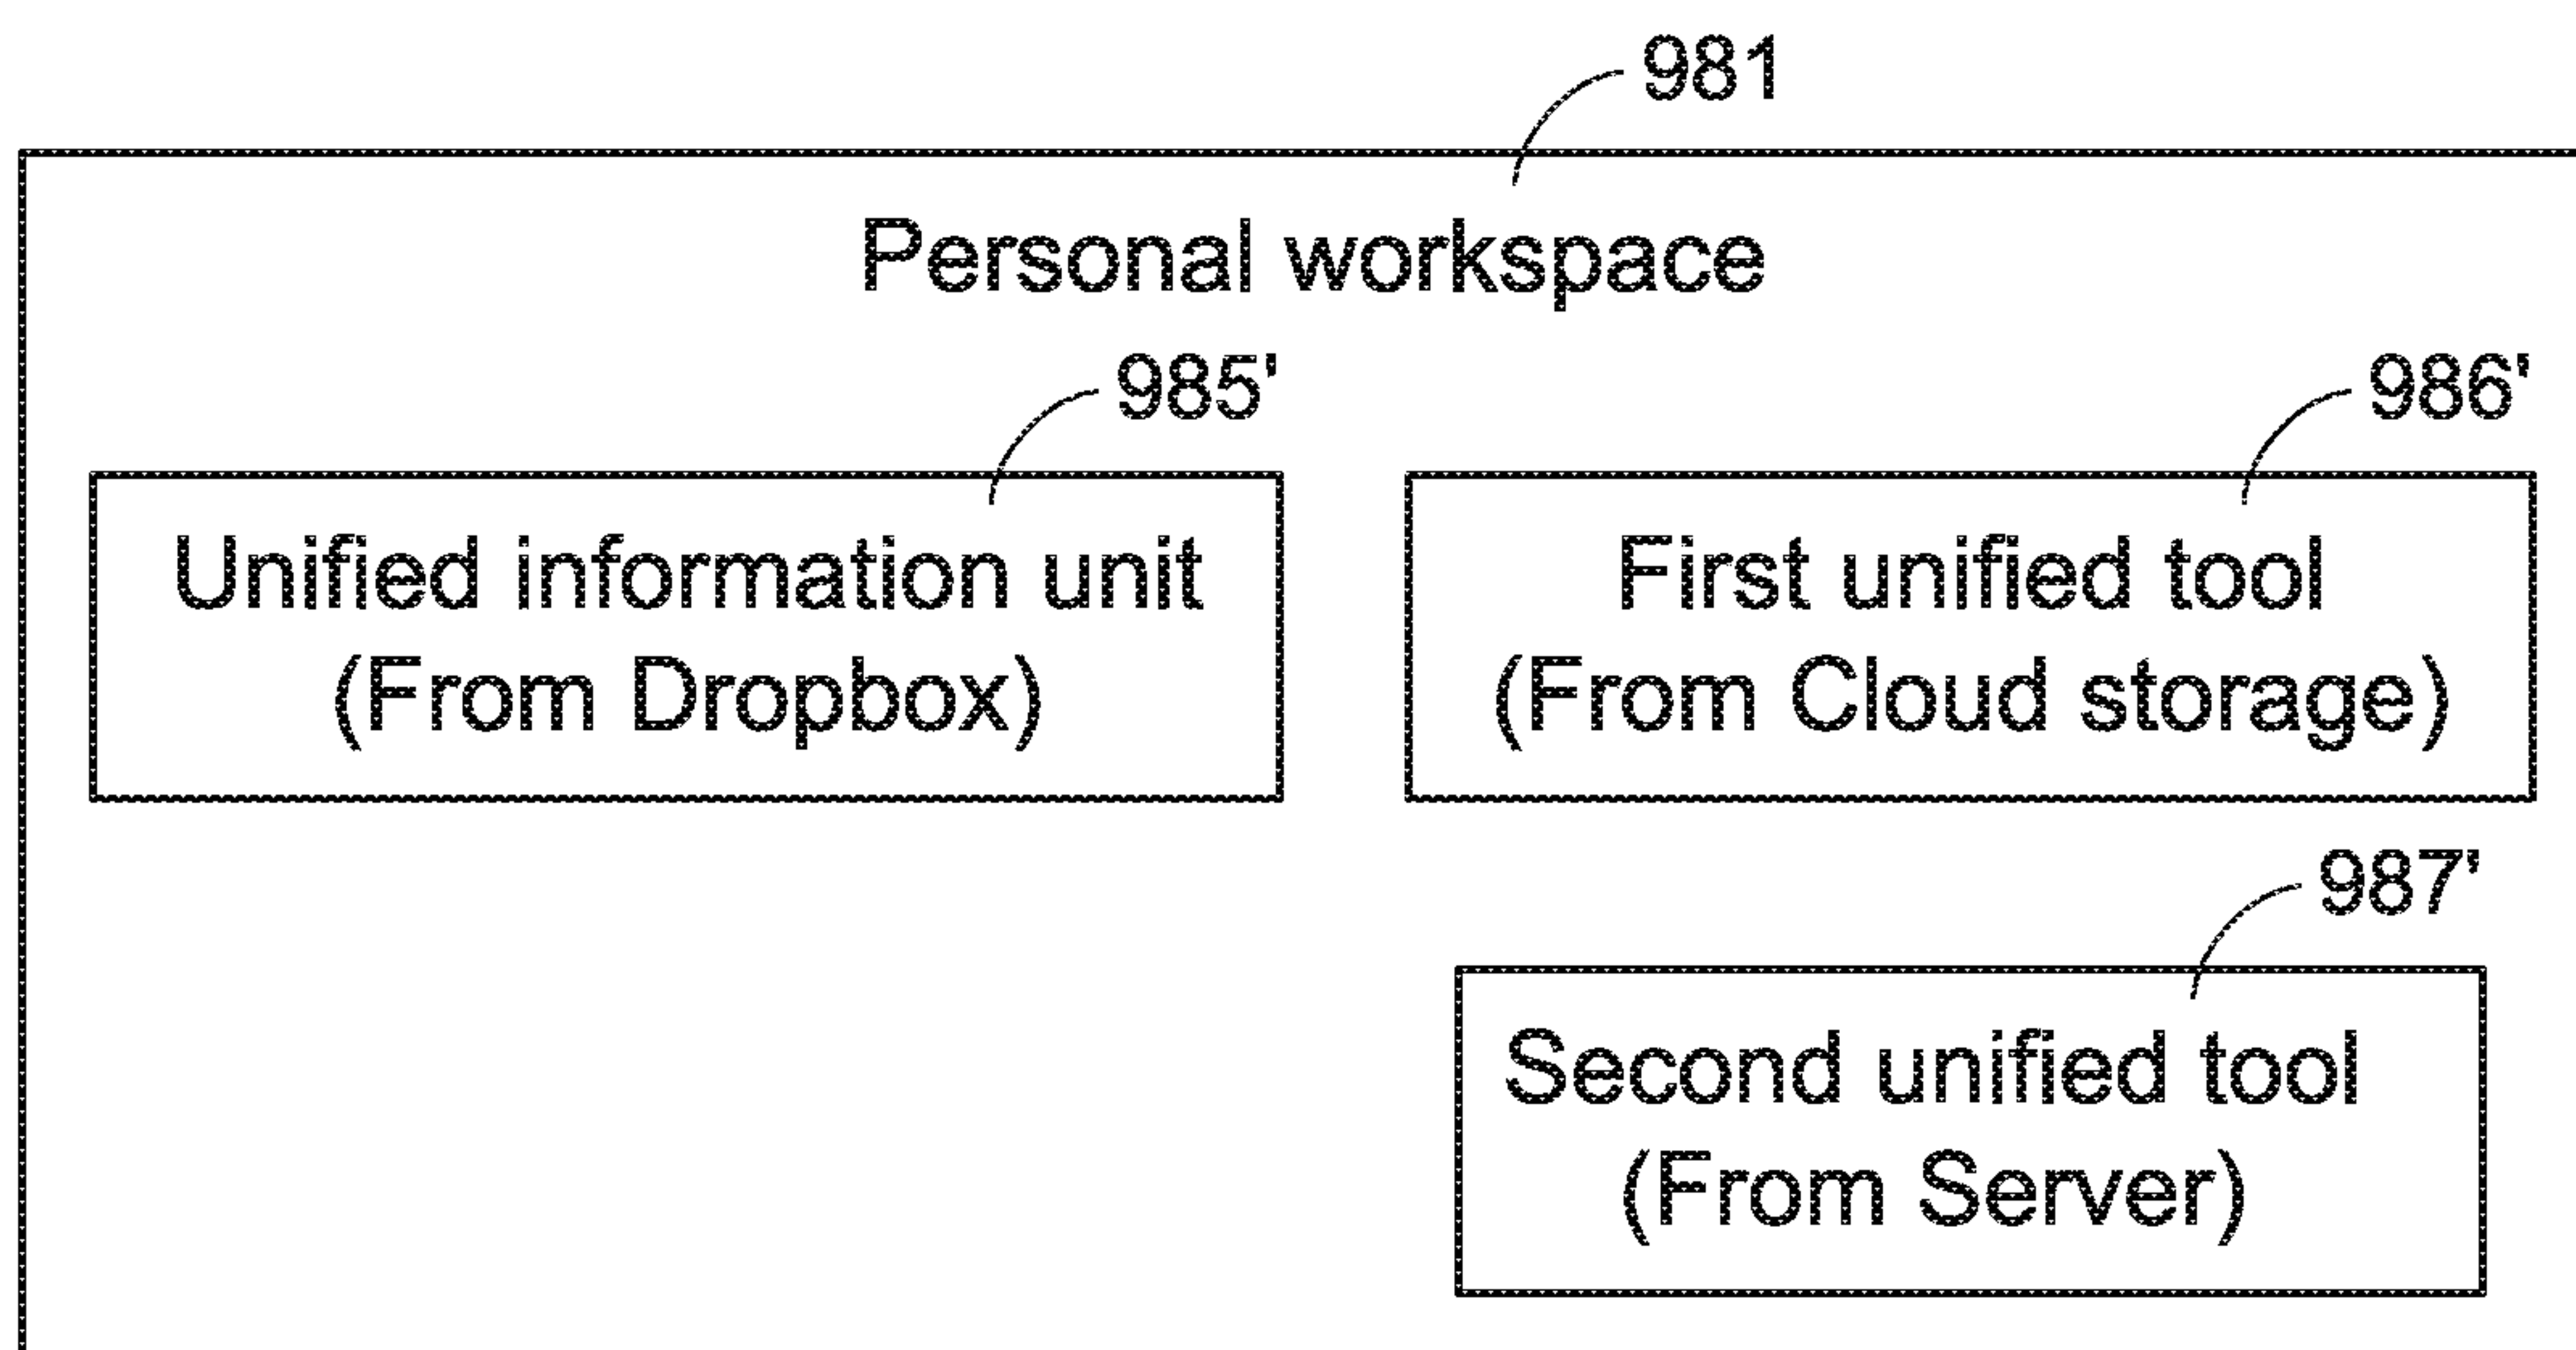 981
Personal workspace
985'
986'
Unified information unit
(From Dropbox)
First unified tool
(From Cloud storage)
987'
Second unified tool
(From Server)